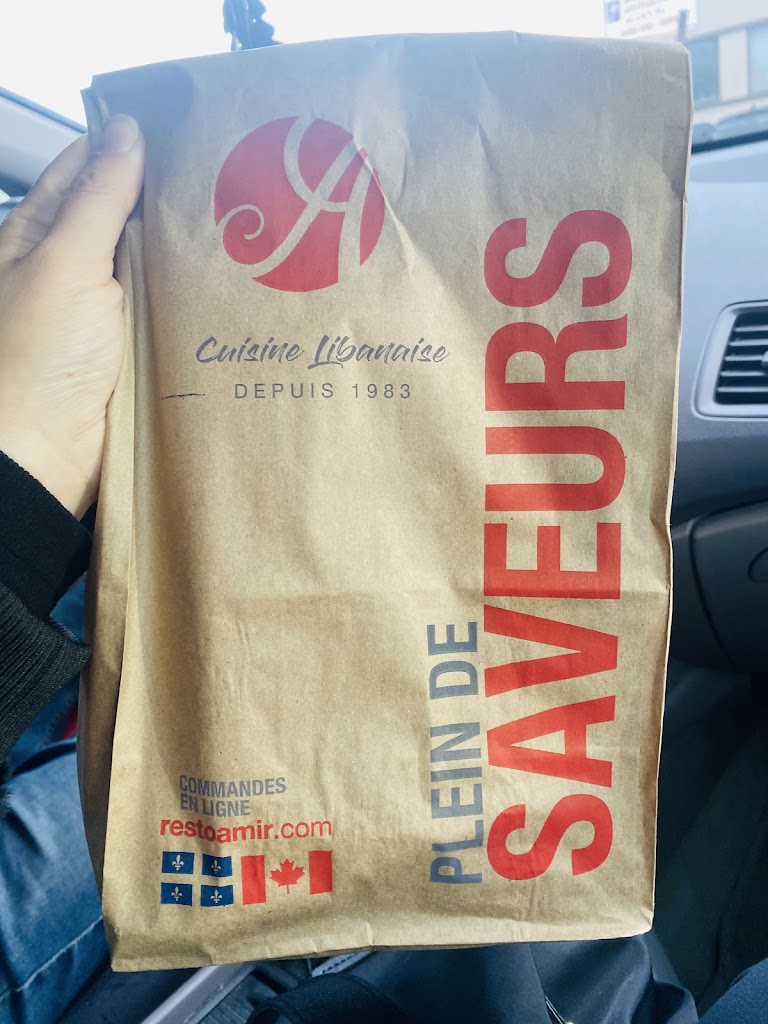 A
Cuisine Libanaise
DEPUIS 1983
PLEIN DE
SAVEURS
COMMANDES
EN LIGNE
restoamir.com